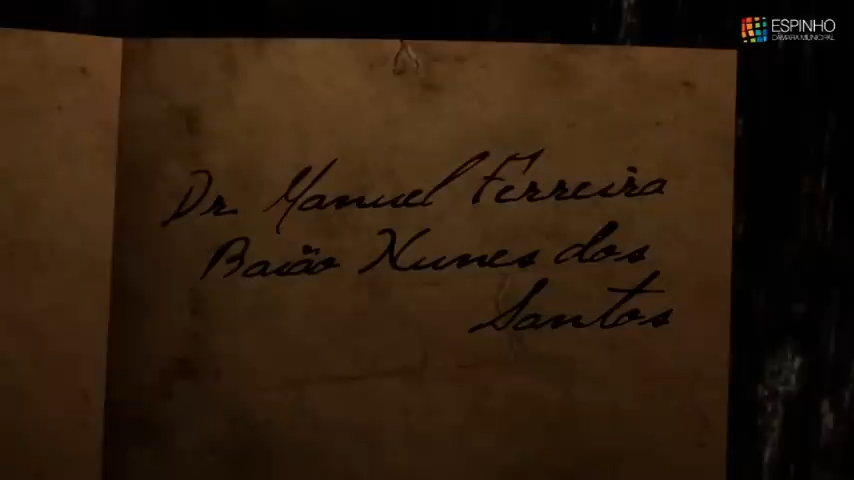 ESPINHO
CÂMARA MUNICIPAL
Dr. Manuel Ferreira
Baião Nunes dos
Santos